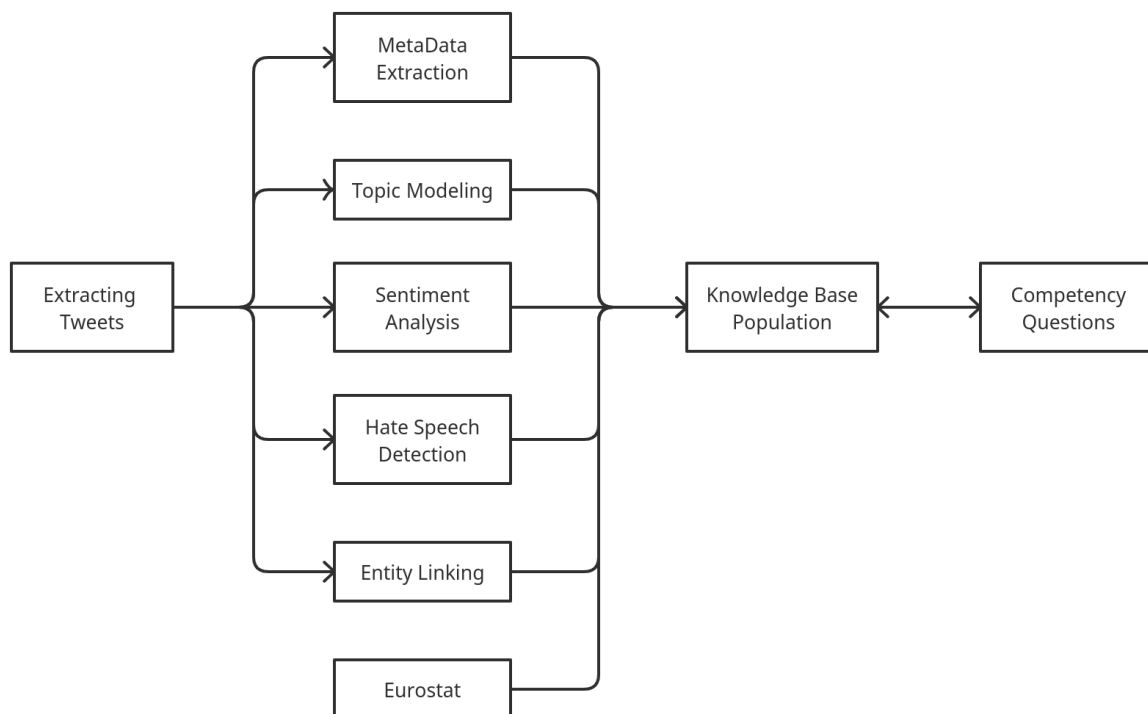 MetaData
Extraction
Topic Modeling
Extracting
Tweets
Sentiment
Analysis
Knowledge Base
Population
Competency
Questions
Hate Speech
Detection
Entity Linking
Eurostat